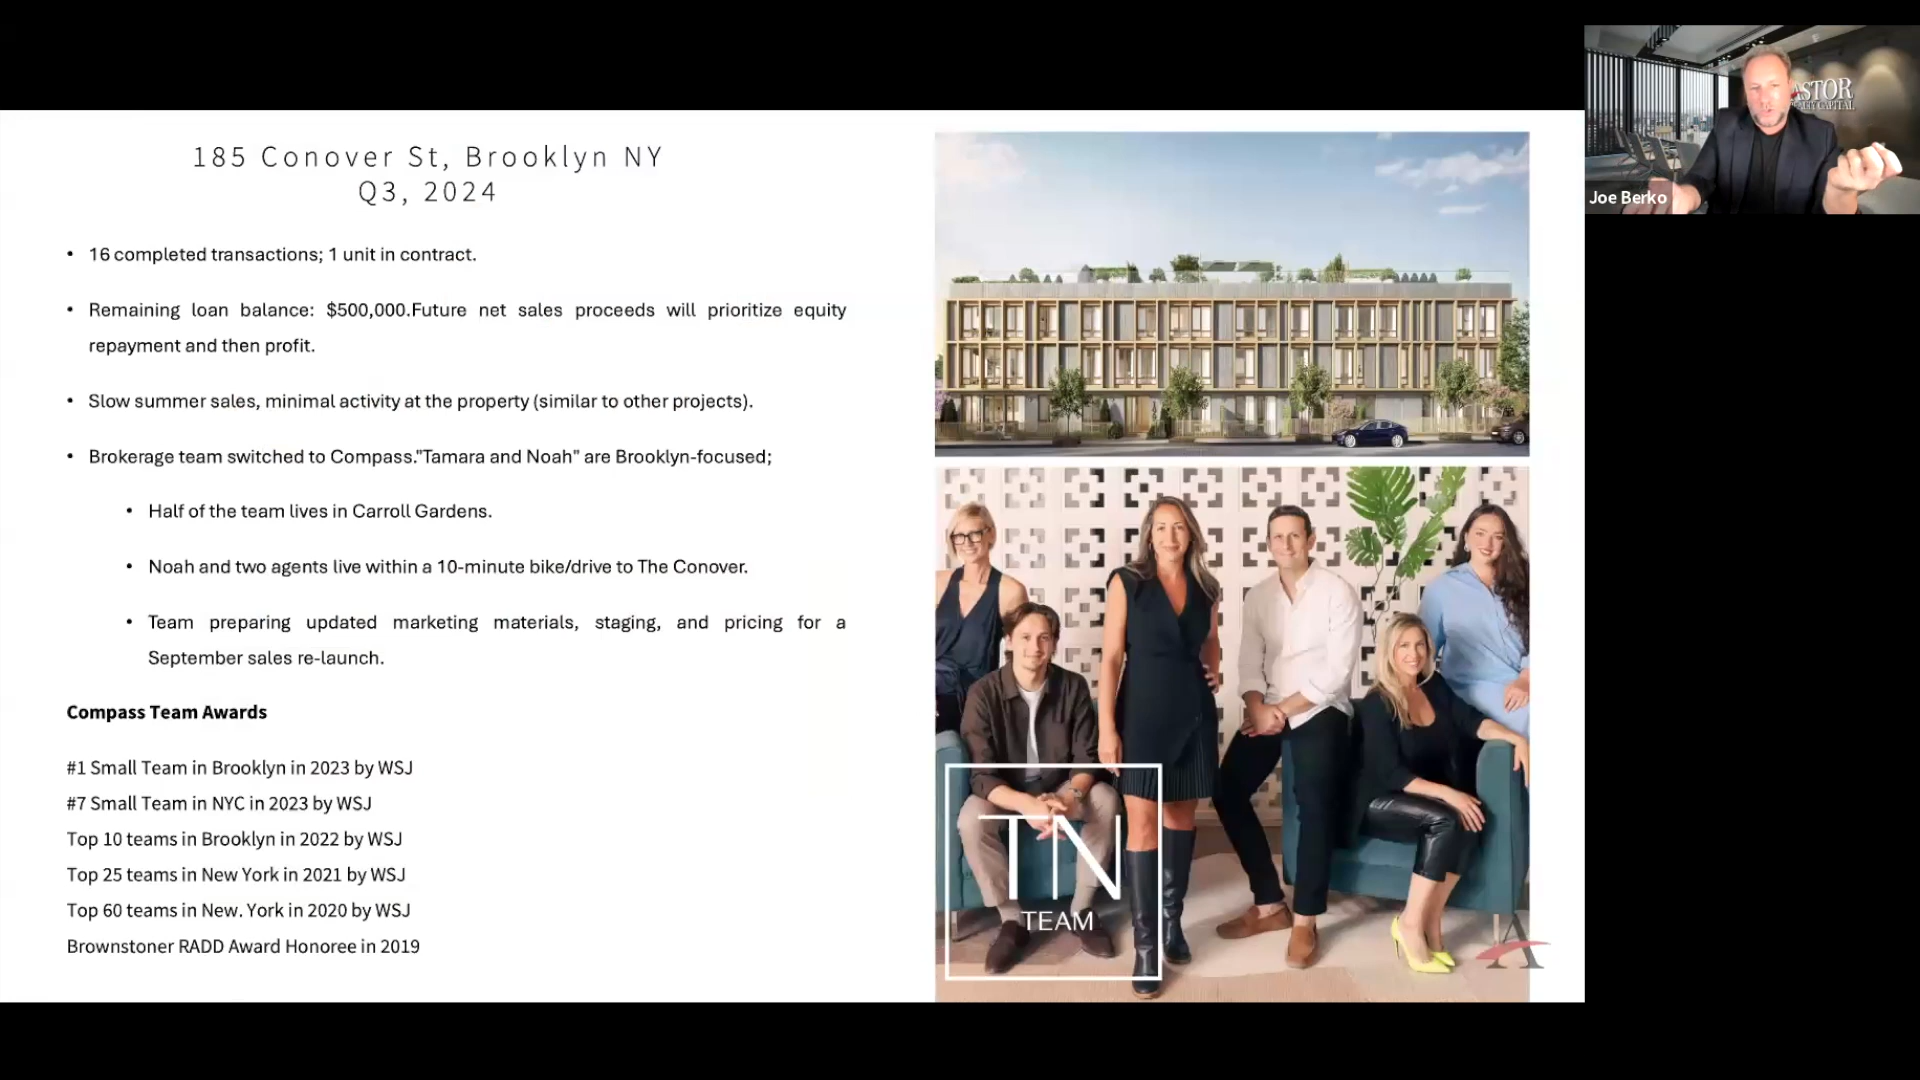 185 Conover St, Brooklyn NY
Q3, 2024
• 16 completed transactions; 1 unit in contract.
• Remaining loan balance: $500,000.Future net sales proceeds will prioritize equity
repayment and then profit.
• Slow summer sales, minimal activity at the property (similar to other projects).
• Brokerage team switched to Compass."Tamara and Noah" are Brooklyn-focused;
• Half of the team lives in Carroll Gardens.
• Noah and two agents live within a 10-minute bike/drive to The Conover.
• Team preparing updated marketing materials, staging, and pricing for a
September sales re-launch.
Compass Team Awards
#1 Small Team in Brooklyn in 2023 by WSJ
#7 Small Team in NYC in 2023 by WSJ
Top 10 teams in Brooklyn in 2022 by WSJ
Top 25 teams in New York in 2021 by WSJ
Top 60 teams in New. York in 2020 by WSJ
Brownstoner RADD Award Honoree in 2019
TN
TEAM
A
ASTOR
CAPITAL
Joe Berko